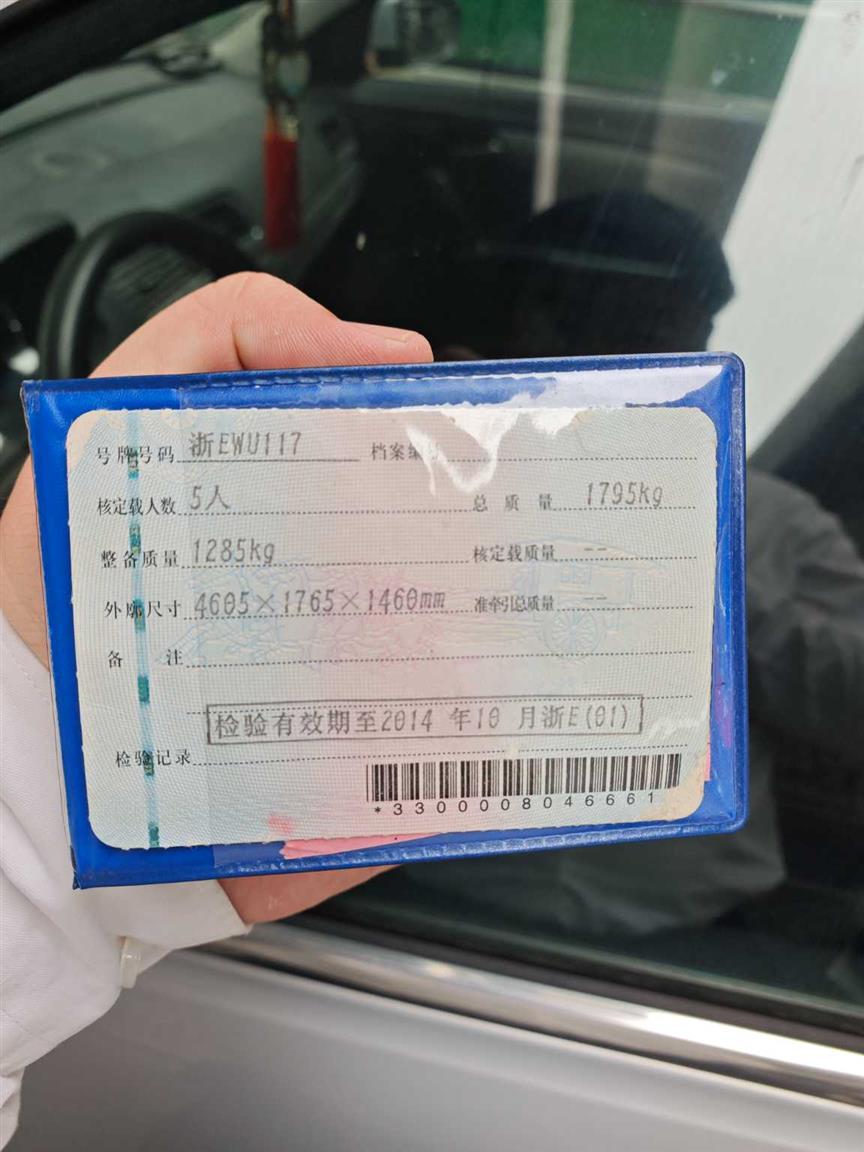 号牌号码 浙EWU117 档案编
核定载人数 5人 总质量 1795kg
整备质量 1285kg 核定载质量 --
外廓尺寸 4605×1765×1460mm 准牵引总质量 --
备注
检验有效期至2014 年10 月浙E(01)
检验记录
*3300008046661